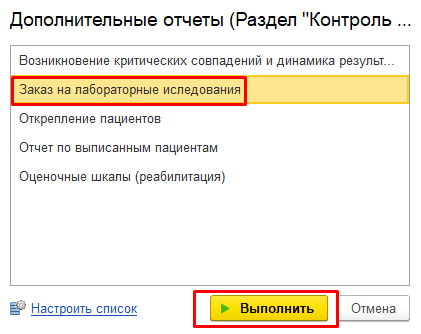 Дополнительные отчеты (Раздел "Контроль ...
Возникновение критических совпадений и динамика результ...
Заказ на лабораторные иследования
Открепление пациентов
Отчет по выписанным пациентам
Оценочные шкалы (реабилитация)
Настроить список
Выполнить
Отмена